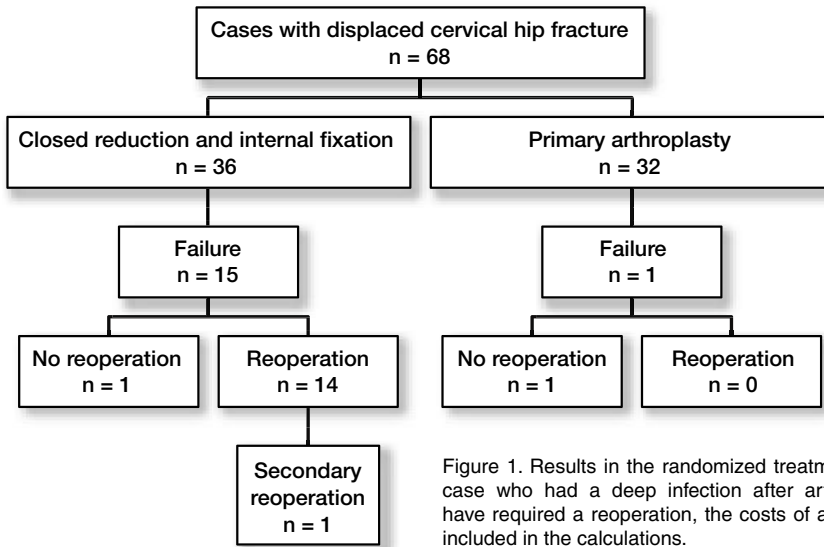 Cases with displaced cervical hip fracture
n = 68
Closed reduction and internal fixation
n = 36
Primary arthroplasty
n = 32
Failure
n = 15
Failure
n = 1
No reoperation
n = 1
Reoperation
n = 14
No reoperation
n = 1
Reoperation
n = 0
Secondary
reoperation
n = 1
Figure 1. Results in the randomized treatm
case who had a deep infection after ar
have required a reoperation, the costs of a
included in the calculations.